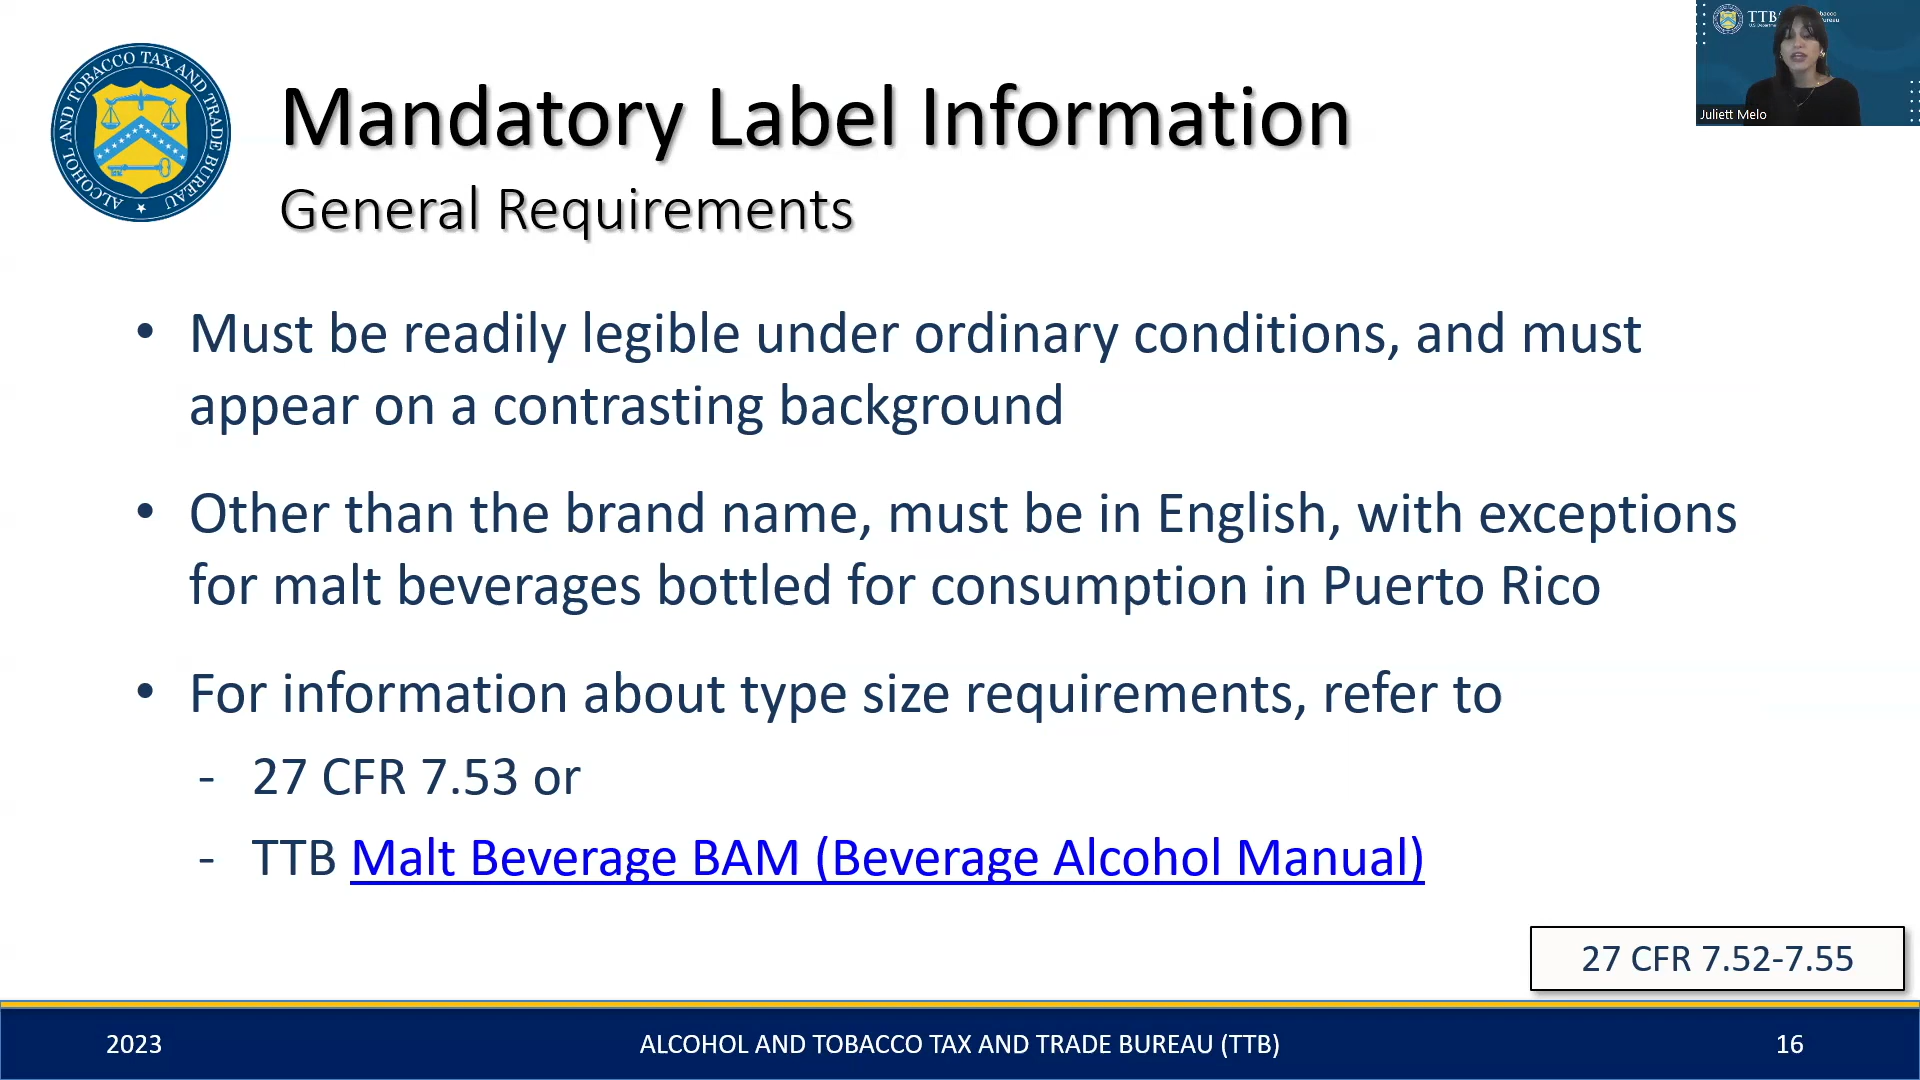 ALCOHOL AND TOBACCO TAX AND TRADE BUREAU
Mandatory Label Information
General Requirements
TTB
Juliett Melo
• Must be readily legible under ordinary conditions, and must
appear on a contrasting background
• Other than the brand name, must be in English, with exceptions
for malt beverages bottled for consumption in Puerto Rico
• For information about type size requirements, refer to
- 27 CFR 7.53 or
- TTB Malt Beverage BAM (Beverage Alcohol Manual)
27 CFR 7.52-7.55
2023
ALCOHOL AND TOBACCO TAX AND TRADE BUREAU (TTB)
16